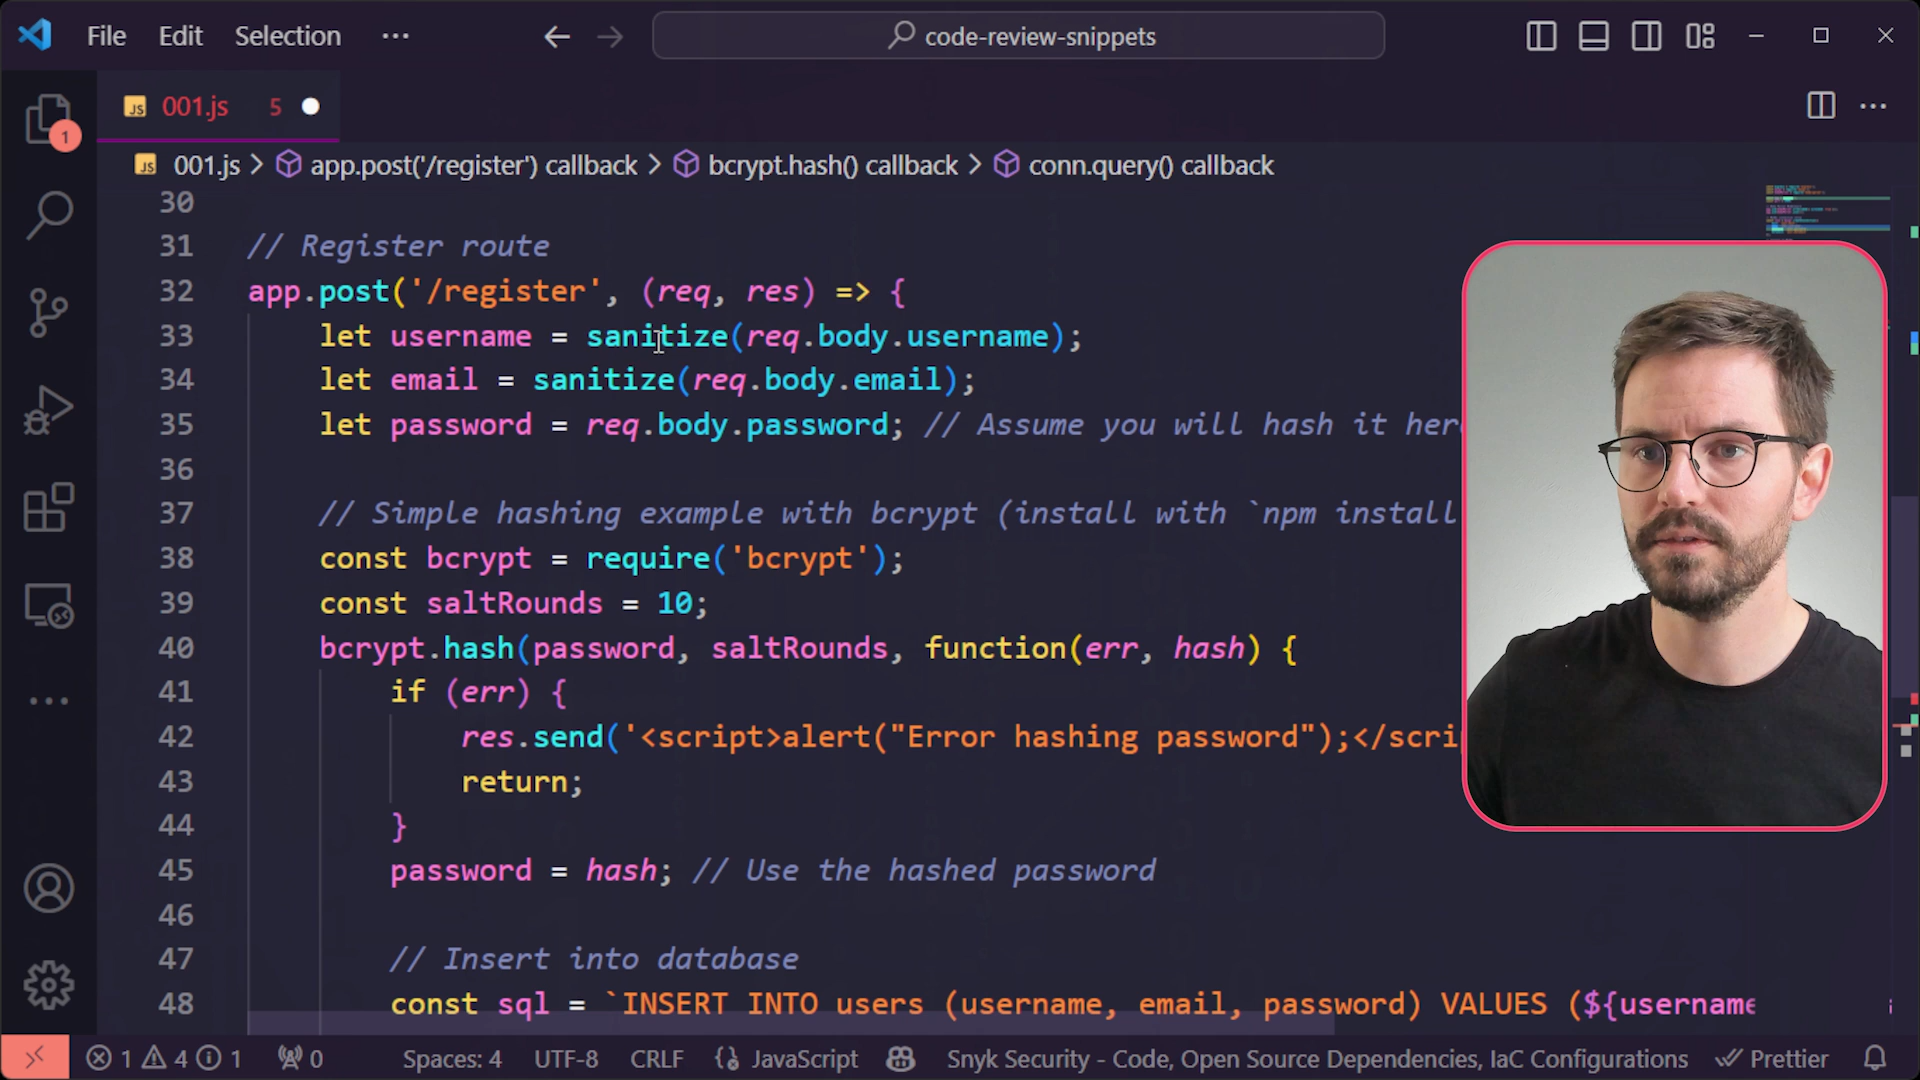 File Edit Selection ··· code-review-snippets
JS 001.js 5
JS 001.js > app.post('/register') callback > bcrypt.hash() callback > conn.query() callback
1
30
31 // Register route
32 app.post('/register', (req, res) => {
33 let username = sanitize(req.body.username);
34 let email = sanitize(req.body.email);
35 let password = req.body.password; // Assume you will hash it her
36
37 // Simple hashing example with bcrypt (install with `npm install
38 const bcrypt = require('bcrypt');
39 const saltRounds = 10;
40 bcrypt.hash(password, saltRounds, function(err, hash) {
41 if (err) {
42 res.send('<script>alert("Error hashing password");</scri
43 return;
44 }
45 password = hash; // Use the hashed password
46
47 // Insert into database
48 const sql = `INSERT INTO users (username, email, password) VALUES (${username
1 4 1 0 Spaces: 4 UTF-8 CRLF {} JavaScript Snyk Security - Code, Open Source Dependencies, IaC Configurations Prettier